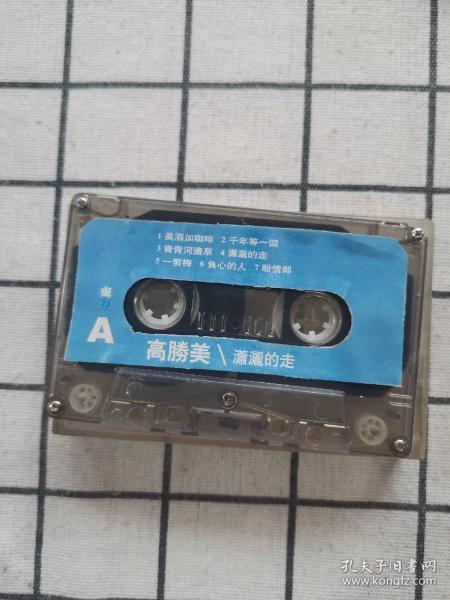 1 美酒加咖啡 2 千年等一回
3 青青河邊草 4 瀟灑的走
5 一剪梅 6 負心的人 7 盼情郎
東方
A
高勝美 \ 瀟灑的走
孔夫子旧书网
www.kongfz.com